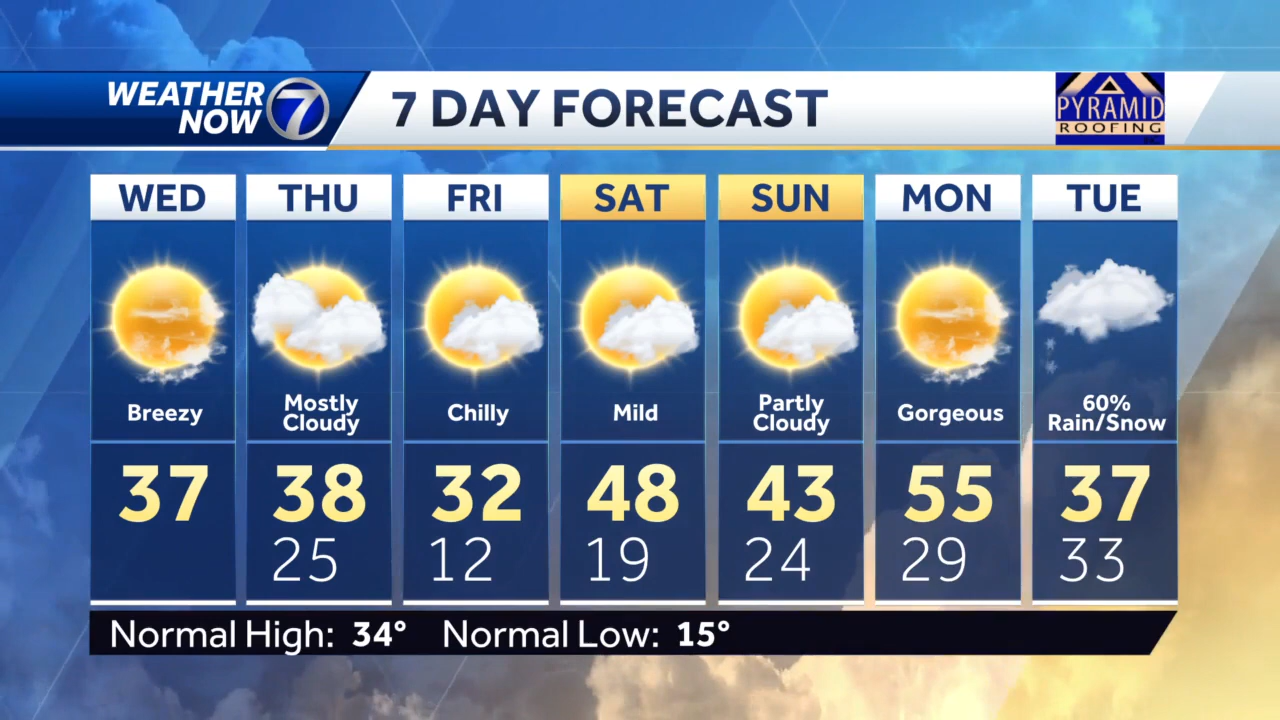 WEATHER
NOW 7
7 DAY FORECAST
PYRAMID
ROOFING
WED
Breezy
37
THU
Mostly
Cloudy
38
25
FRI
Chilly
32
12
SAT
Mild
48
19
SUN
Partly
Cloudy
43
24
MON
Gorgeous
55
29
TUE
60%
Rain/Snow
37
33
Normal High: 34° Normal Low: 15°